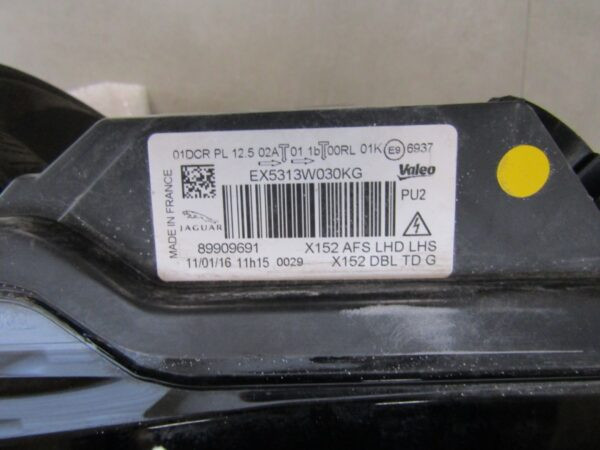 01DCR PL 12.5 02A T 01 1b T 00RL 01K E9 6937
EX5313W030KG
Valeo
MADE IN FRANCE
PU2
JAGUAR
89909691 X152 AFS LHD LHS
11/01/16 11h15 0029 X152 DBL TD G